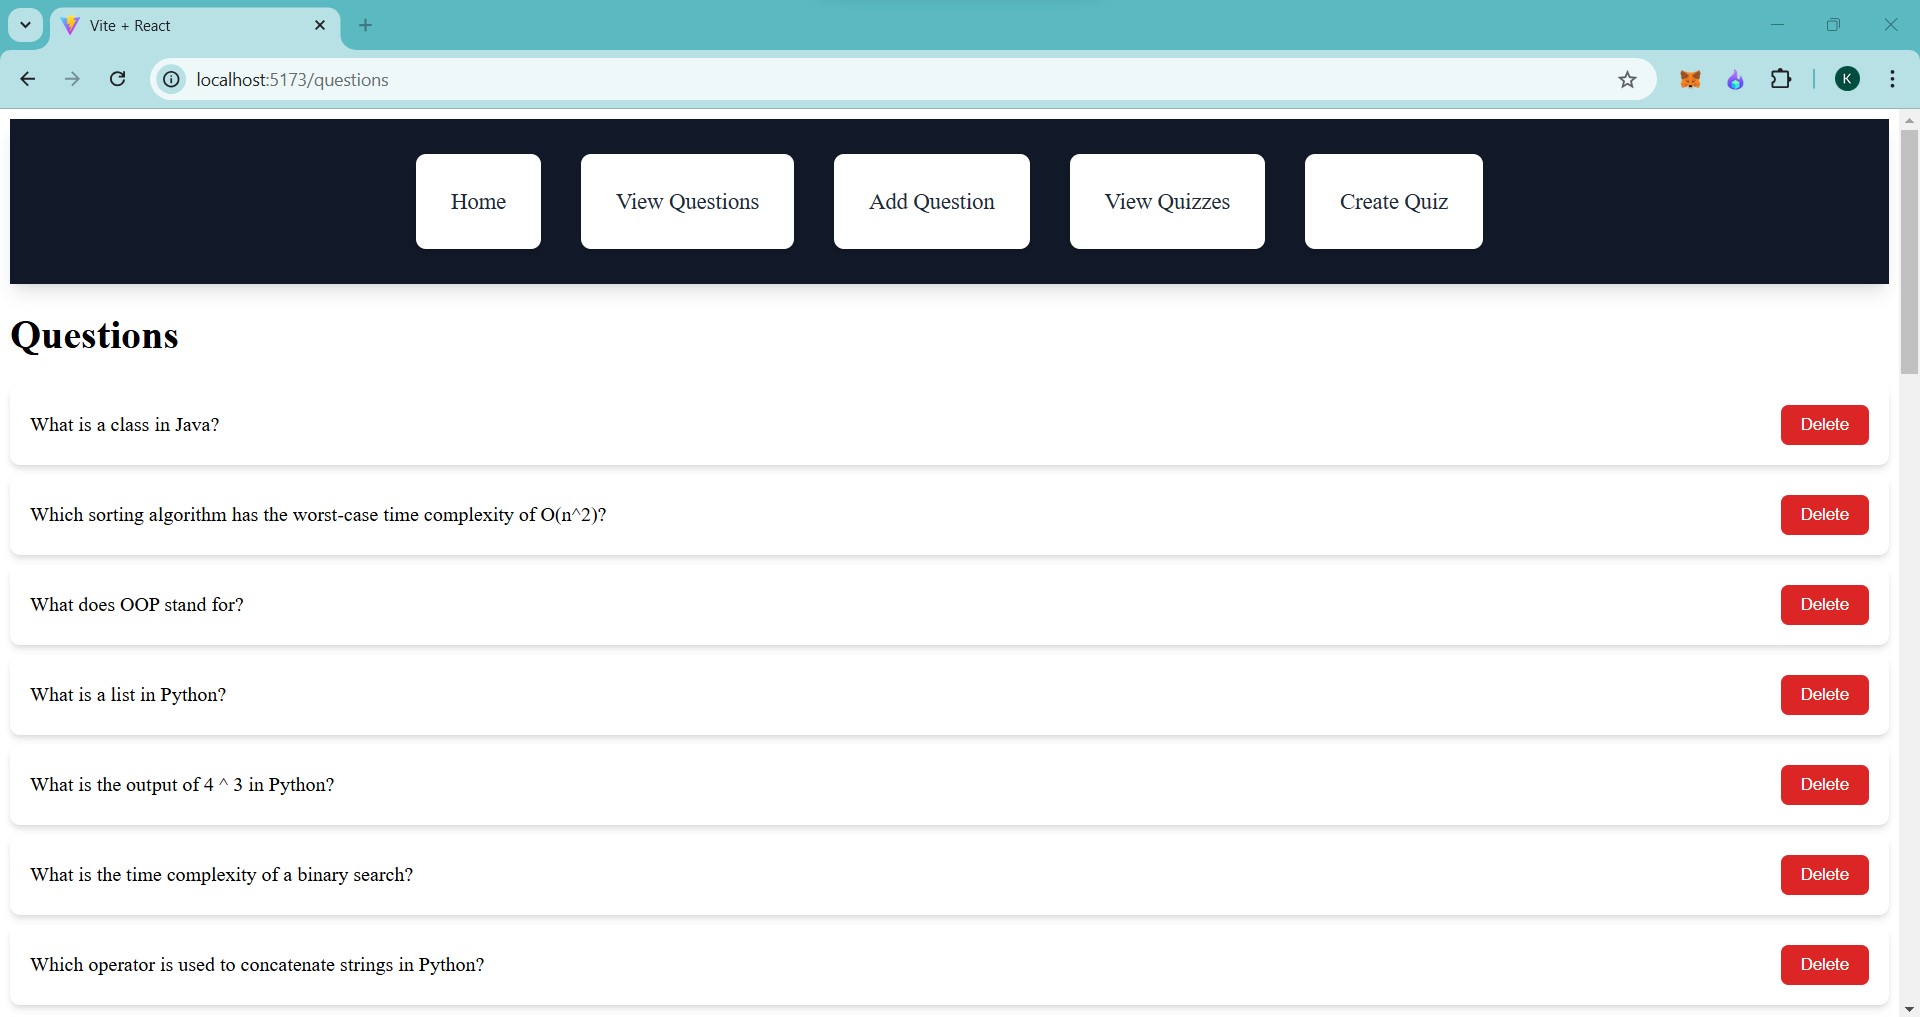 Vite + React
localhost:5173/questions
K
Home View Questions Add Question View Quizzes Create Quiz
Questions
What is a class in Java? Delete
Which sorting algorithm has the worst-case time complexity of O(n^2)? Delete
What does OOP stand for? Delete
What is a list in Python? Delete
What is the output of 4 ^ 3 in Python? Delete
What is the time complexity of a binary search? Delete
Which operator is used to concatenate strings in Python? Delete